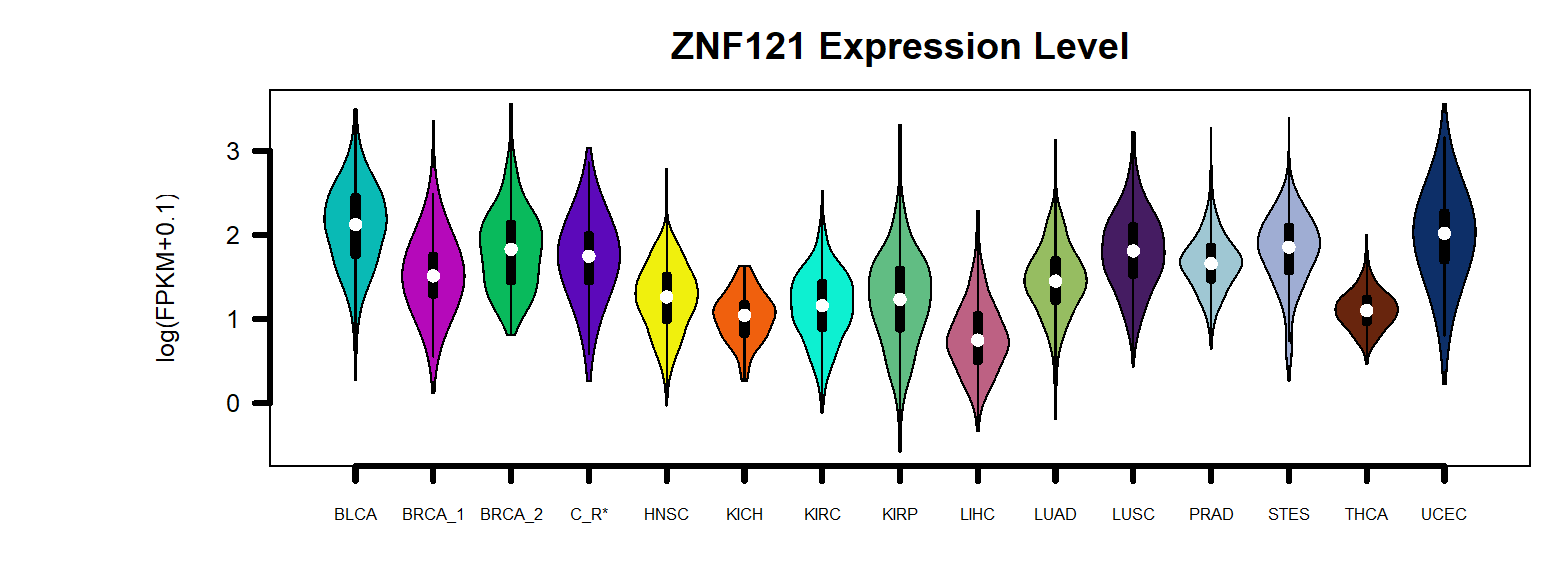 ZNF121 Expression Level
log(FPKM+0.1)
3
2
1
0
BLCA BRCA_1 BRCA_2 C_R* HNSC KICH KIRC KIRP LIHC LUAD LUSC PRAD STES THCA UCEC